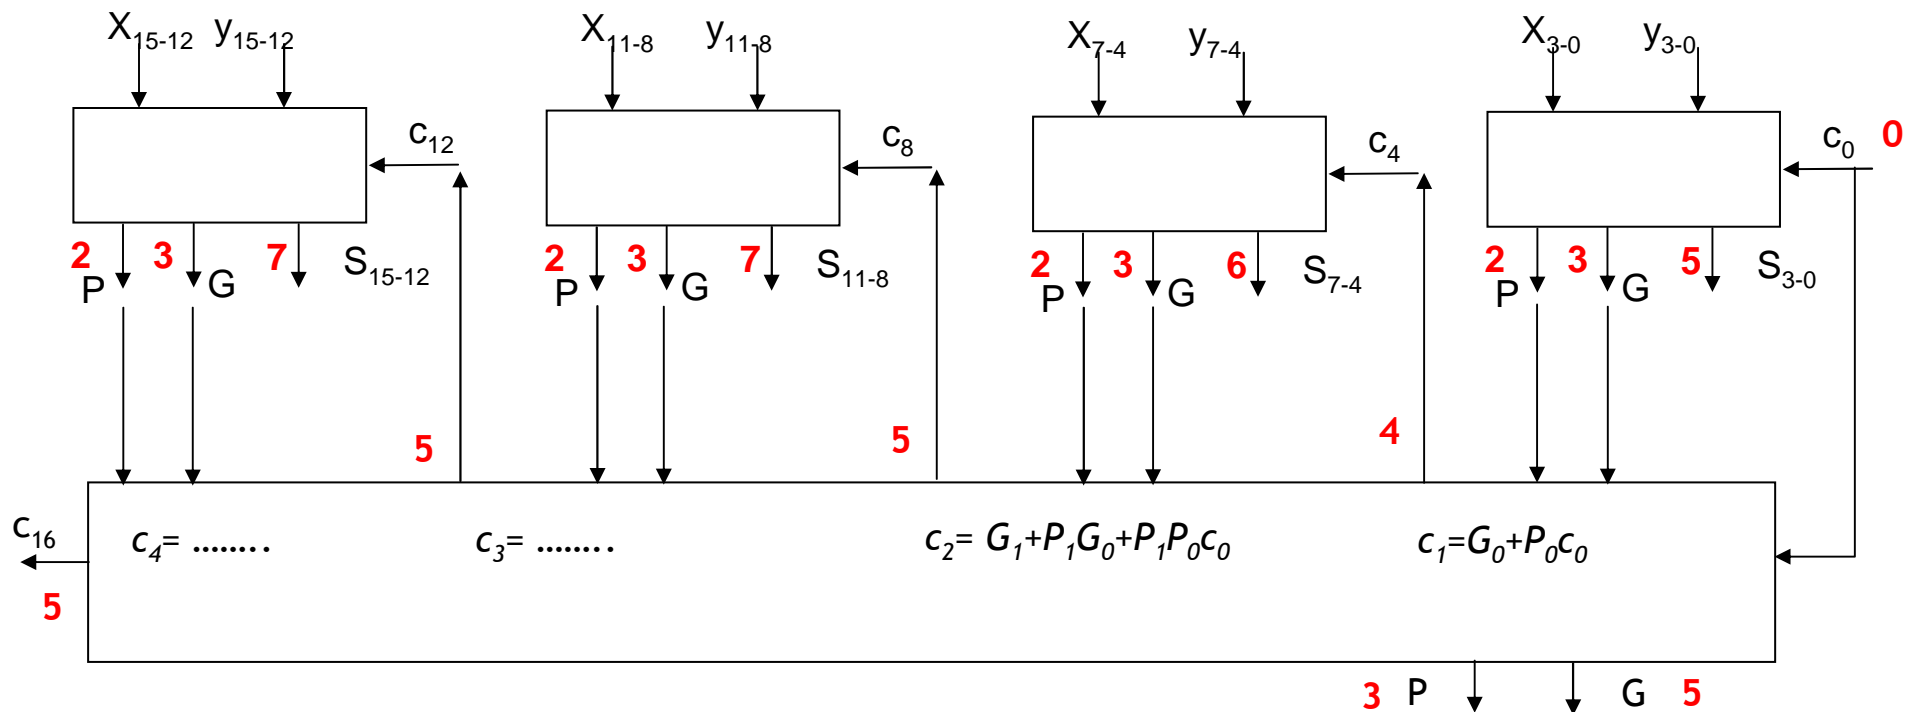 X15-12 y15-12 X11-8 y11-8 X7-4 y7-4 X3-0 y3-0
c12 c8 c4 c0 0
2 3 7 S15-12 2 3 7 S11-8 2 3 6 S7-4 2 3 5 S3-0
P G P G P G P G
5 5 4
c16 c4= ........ c3= ........ c2= G1+P1G0+P1P0c0 c1=G0+P0c0
5
3 P G 5